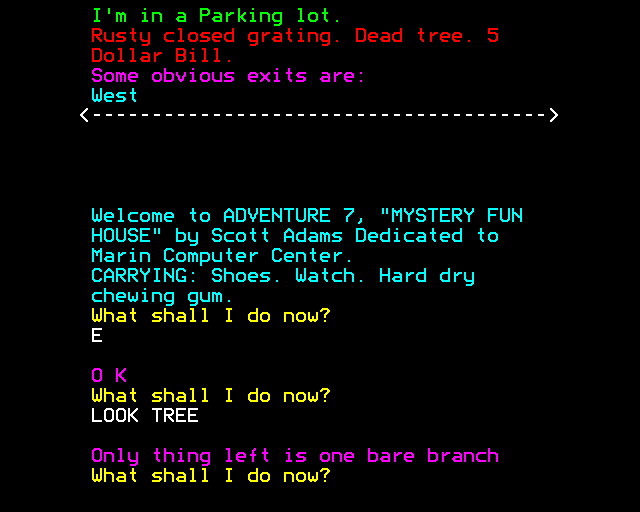 I'm in a Parking lot.
Rusty closed grating. Dead tree. 5
Dollar Bill.
Some obvious exits are:
West
<-------------------------------------->
Welcome to ADVENTURE 7, "MYSTERY FUN
HOUSE" by Scott Adams Dedicated to
Marin Computer Center.
CARRYING: Shoes. Watch. Hard dry
chewing gum.
What shall I do now?
E
O K
What shall I do now?
LOOK TREE
Only thing left is one bare branch
What shall I do now?